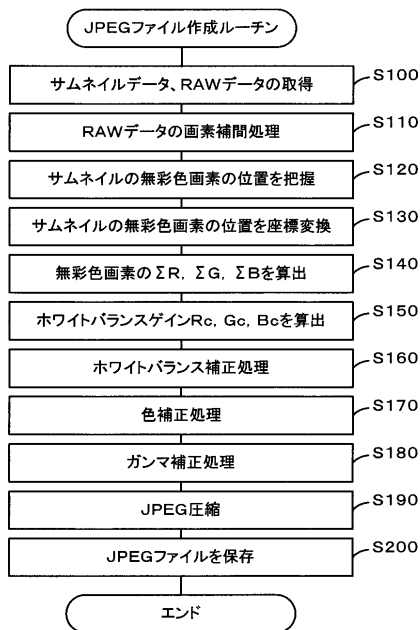 JPEGファイル作成ルーチン
サムネイルデータ、RAWデータの取得
S100
RAWデータの画素補間処理
S110
サムネイルの無彩色画素の位置を把握
S120
サムネイルの無彩色画素の位置を座標変換
S130
無彩色画素のΣR, ΣG, ΣBを算出
S140
ホワイトバランスゲインRc, Gc, Bcを算出
S150
ホワイトバランス補正処理
S160
色補正処理
S170
ガンマ補正処理
S180
JPEG圧縮
S190
JPEGファイルを保存
S200
エンド